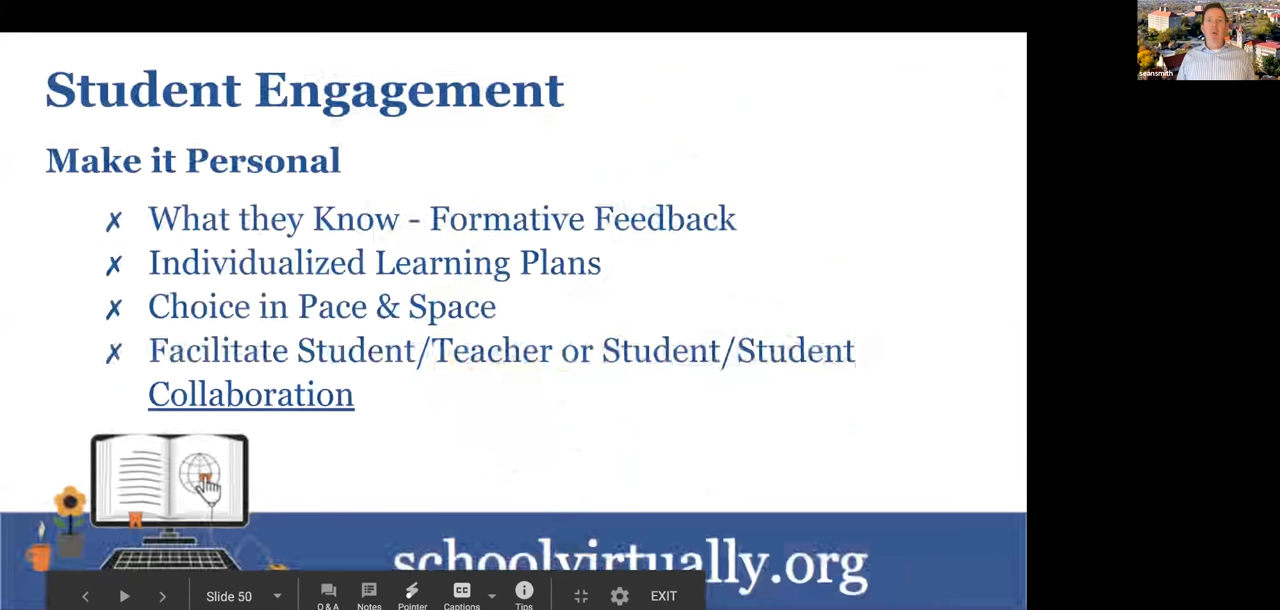 Student Engagement
seansmith
Make it Personal
✗ What they Know - Formative Feedback
✗ Individualized Learning Plans
✗ Choice in Pace & Space
✗ Facilitate Student/Teacher or Student/Student
Collaboration
schoolvirtually.org
Slide 50
Q & A
Notes
Pointer
CC
Captions
Tips
EXIT